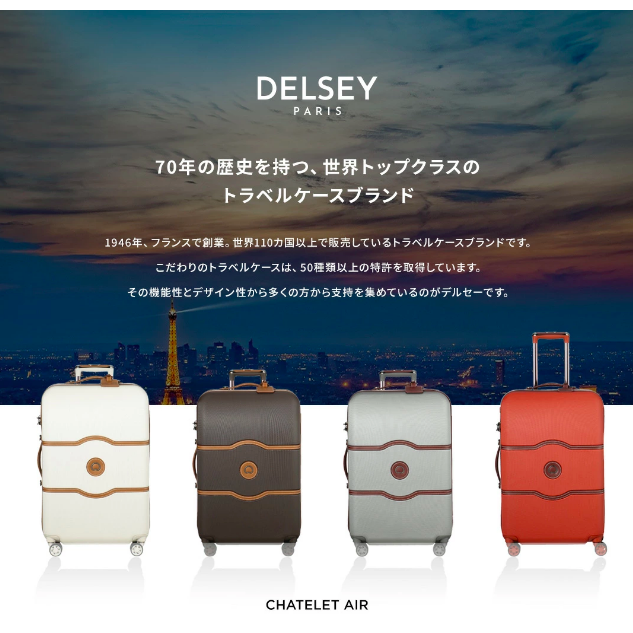 DELSEY
PARIS
70年の歴史を持つ、世界トップクラスの
トラベルケースブランド
1946年、フランスで創業。世界110カ国以上で販売しているトラベルケースブランドです。
こだわりのトラベルケースは、50種類以上の特許を取得しています。
その機能性とデザイン性から多くの方から支持を集めているのがデルセーです。
CHATELET AIR